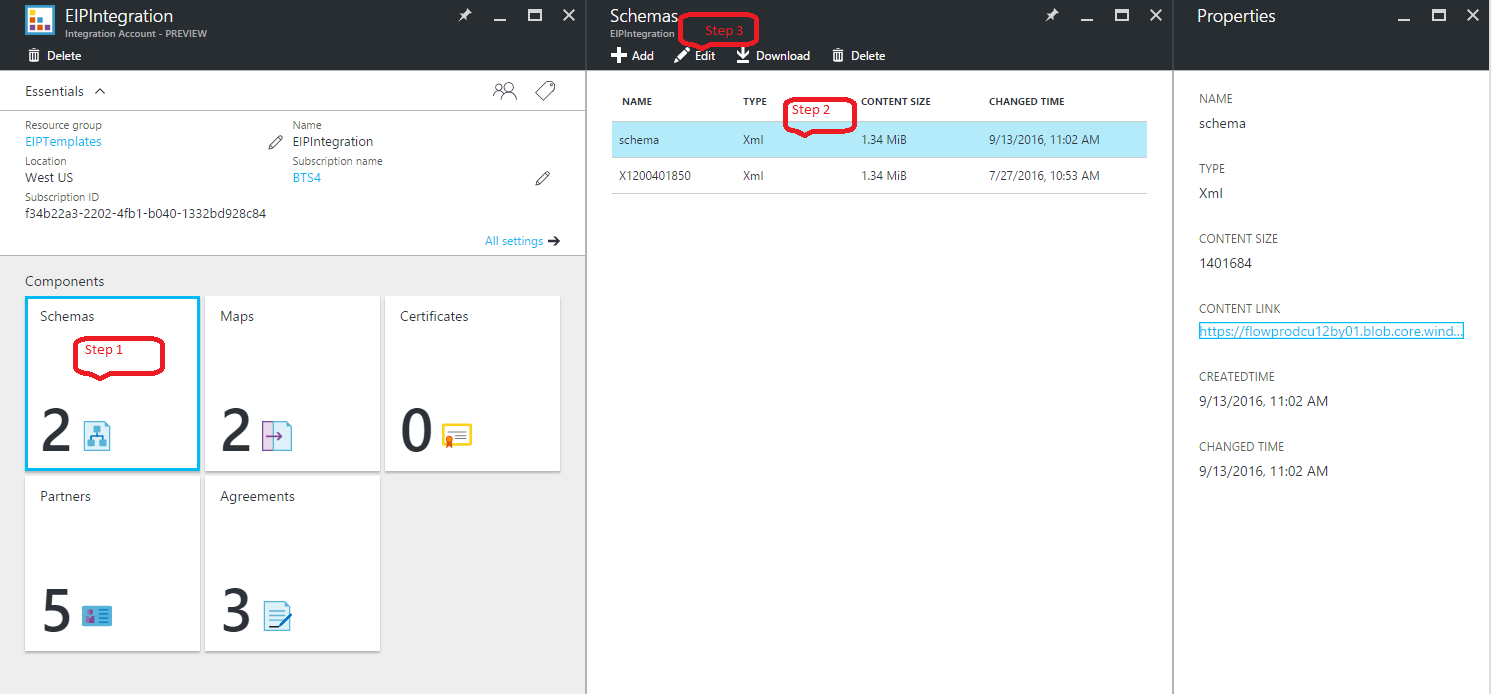 EIPIntegration
Integration Account - PREVIEW
Delete
Essentials
Resource group
EIPTemplates
Name
EIPIntegration
Location
West US
Subscription name
BTS4
Subscription ID
f34b22a3-2202-4fb1-b040-1332bd928c84
All settings
Components
Schemas
Step 1
2
Maps
2
Certificates
0
Partners
5
Agreements
3
Schemas
EIPIntegration
Step 3
Add Edit Download Delete
NAME TYPE CONTENT SIZE CHANGED TIME
Step 2
schema Xml 1.34 MiB 9/13/2016, 11:02 AM
X1200401850 Xml 1.34 MiB 7/27/2016, 10:53 AM
Properties
NAME
schema
TYPE
Xml
CONTENT SIZE
1401684
CONTENT LINK
https://flowprodcu12by01.blob.core.wind...
CREATEDTIME
9/13/2016, 11:02 AM
CHANGED TIME
9/13/2016, 11:02 AM